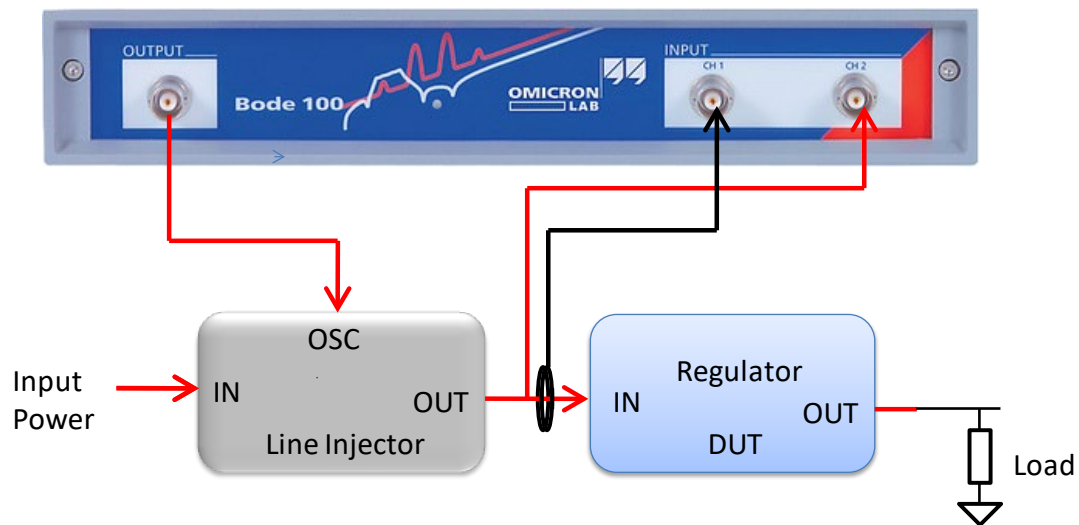 OUTPUT
INPUT
CH 1
CH 2
Bode 100
OMICRON
LAB
OSC
Input
Power
IN
OUT
Line Injector
Regulator
IN
OUT
DUT
Load